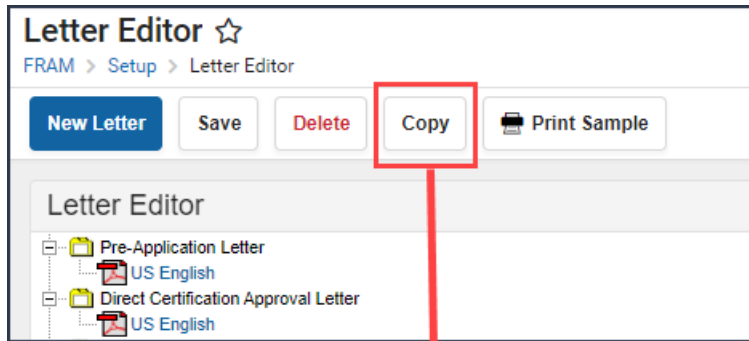 Letter Editor
FRAM > Setup > Letter Editor
New Letter Save Delete Copy Print Sample
Letter Editor
Pre-Application Letter
US English
Direct Certification Approval Letter
US English